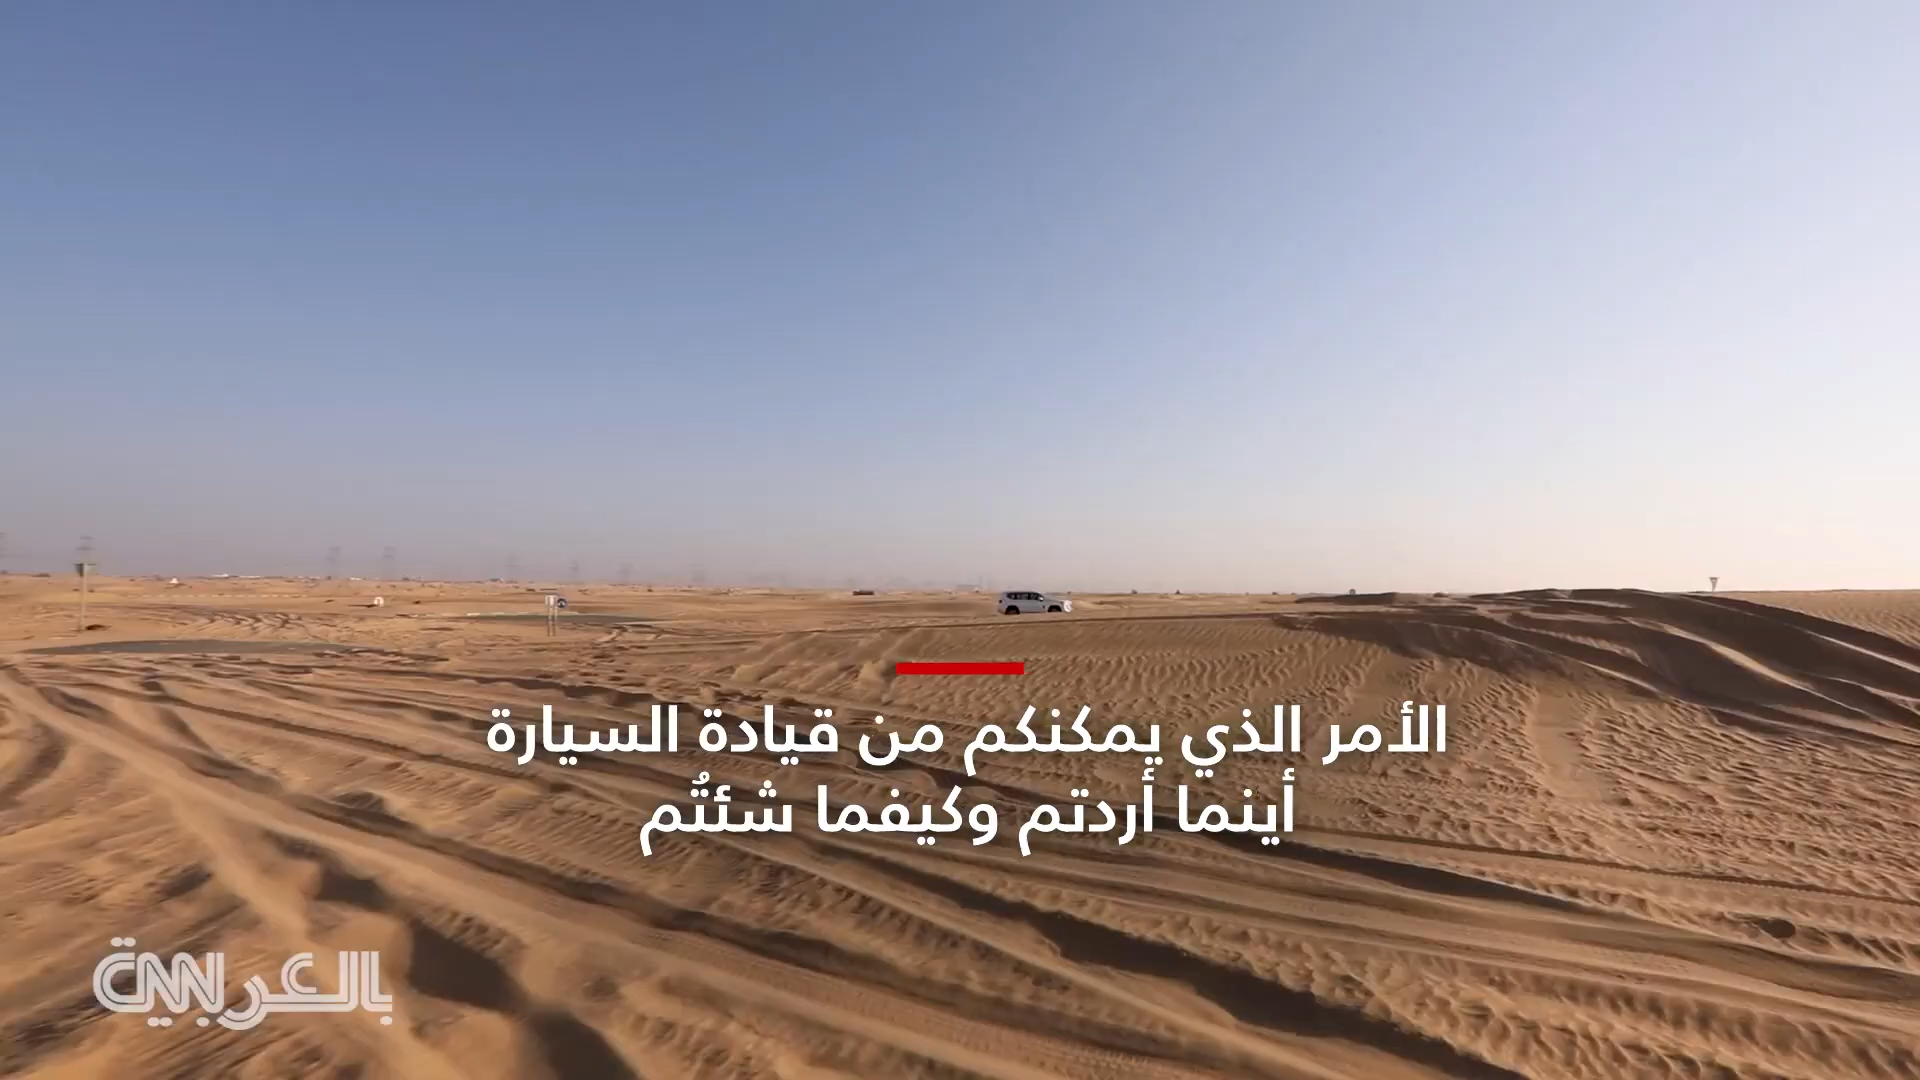 الأمر الذي يمكنكم من قيادة السيارة
أينما أردتم وكيفما شئتُم
CNN بالعربية